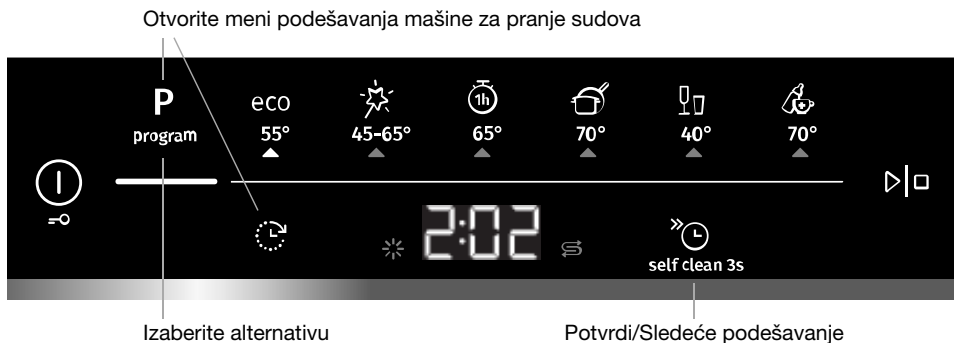 Otvorite meni podešavanja mašine za pranje sudova
P eco 1h
program 55° 45-65° 65° 70° 40° 70°
2:02
self clean 3s
Izaberite alternativu Potvrdi/Sledeće podešavanje